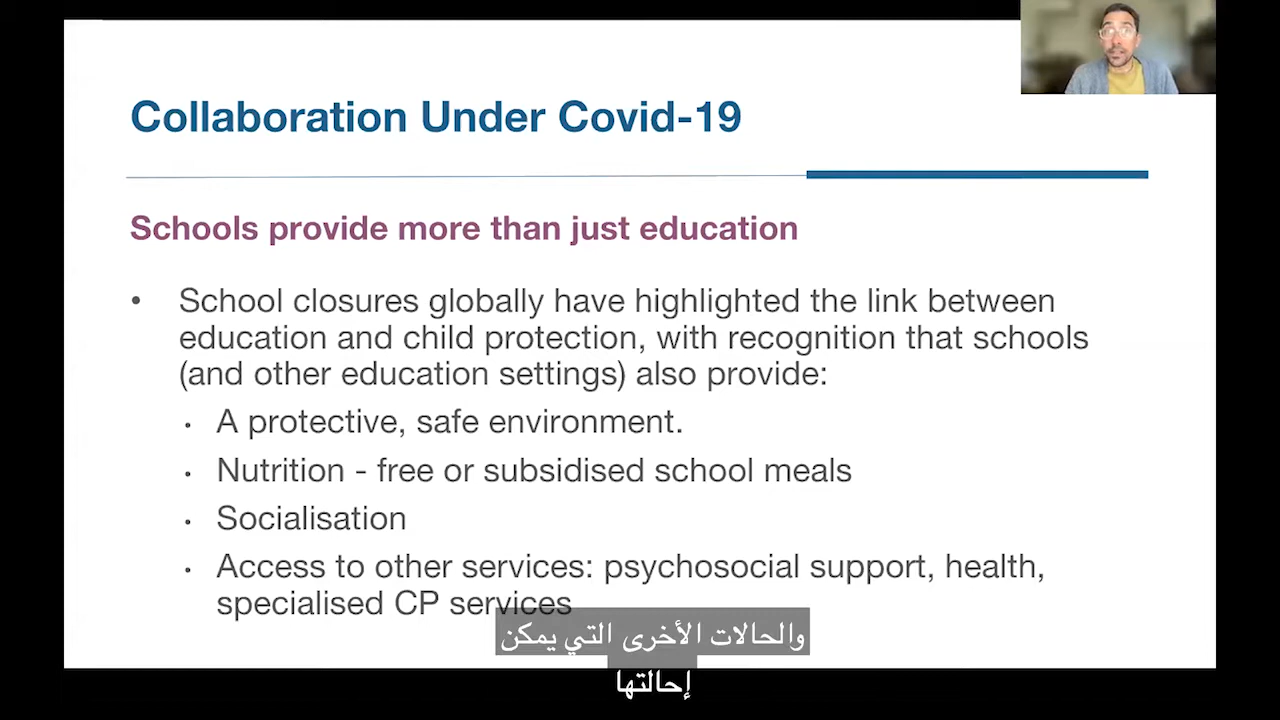 Collaboration Under Covid-19
Schools provide more than just education
• School closures globally have highlighted the link between
education and child protection, with recognition that schools
(and other education settings) also provide:
• A protective, safe environment.
• Nutrition - free or subsidised school meals
• Socialisation
• Access to other services: psychosocial support, health,
specialised CP services
والحالات الأخرى التي يمكن
إحالتها